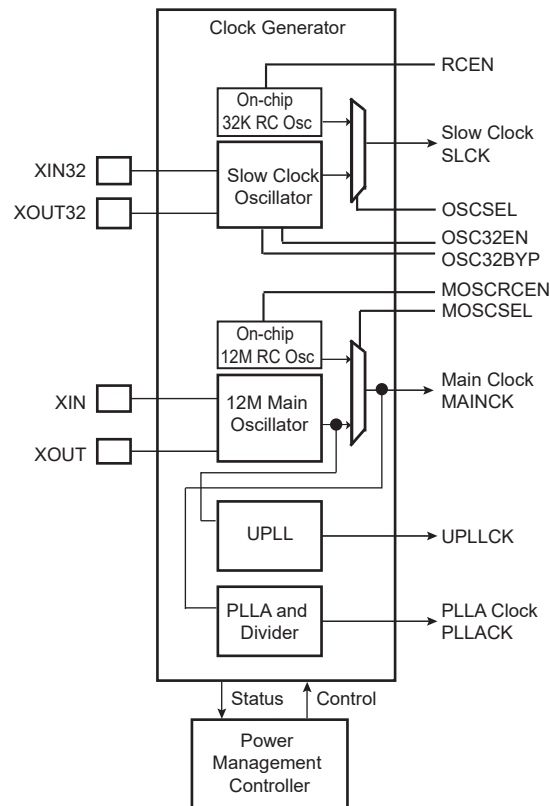 Clock Generator
RCEN
On-chip
32K RC Osc
Slow Clock
SLCK
XIN32
Slow Clock
Oscillator
XOUT32
OSCSEL
OSC32EN
OSC32BYP
MOSCRCEN
MOSCSEL
On-chip
12M RC Osc
Main Clock
MAINCK
XIN
12M Main
Oscillator
XOUT
UPLL
UPLLCK
PLLA and
Divider
PLLA Clock
PLLACK
Status
Control
Power
Management
Controller